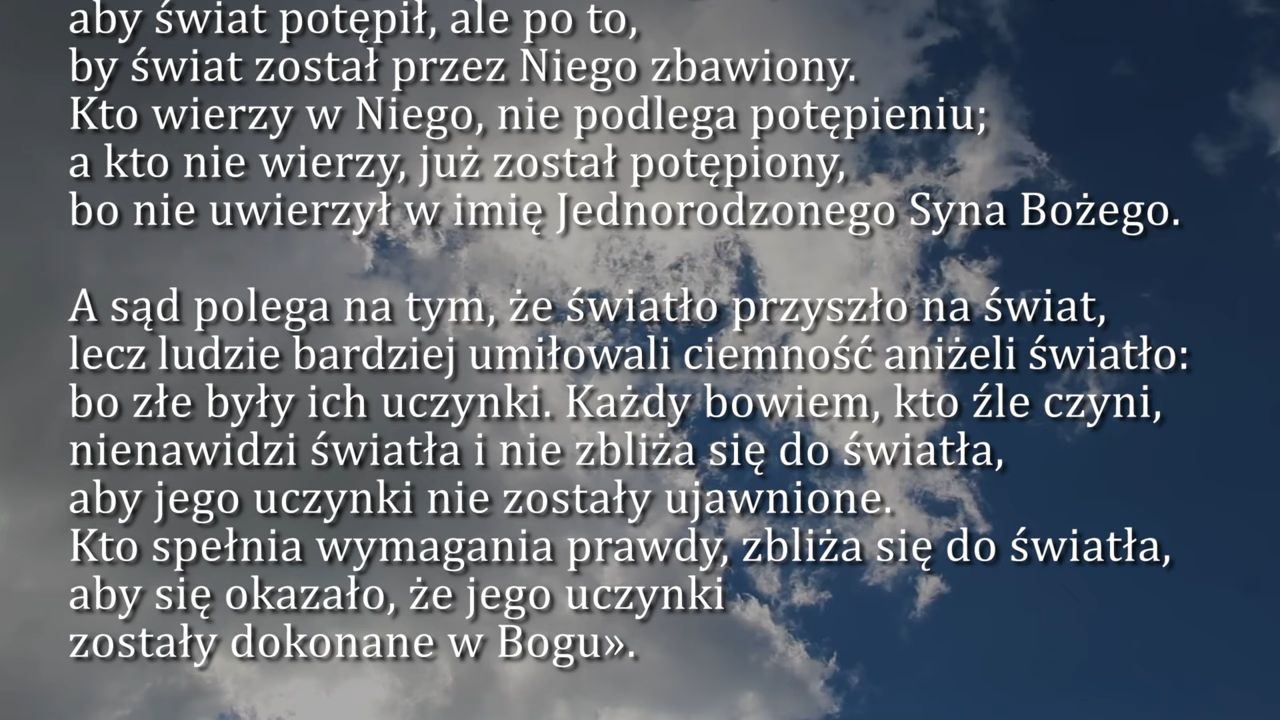 aby świat potępił, ale po to,
by świat został przez Niego zbawiony.
Kto wierzy w Niego, nie podlega potępieniu;
a kto nie wierzy, już został potępiony,
bo nie uwierzył w imię Jednorodzonego Syna Bożego.
A sąd polega na tym, że światło przyszło na świat,
lecz ludzie bardziej umiłowali ciemność aniżeli światło:
bo złe były ich uczynki. Każdy bowiem, kto źle czyni,
nienawidzi światła i nie zbliża się do światła,
aby jego uczynki nie zostały ujawnione.
Kto spełnia wymagania prawdy, zbliża się do światła,
aby się okazało, że jego uczynki
zostały dokonane w Bogu».